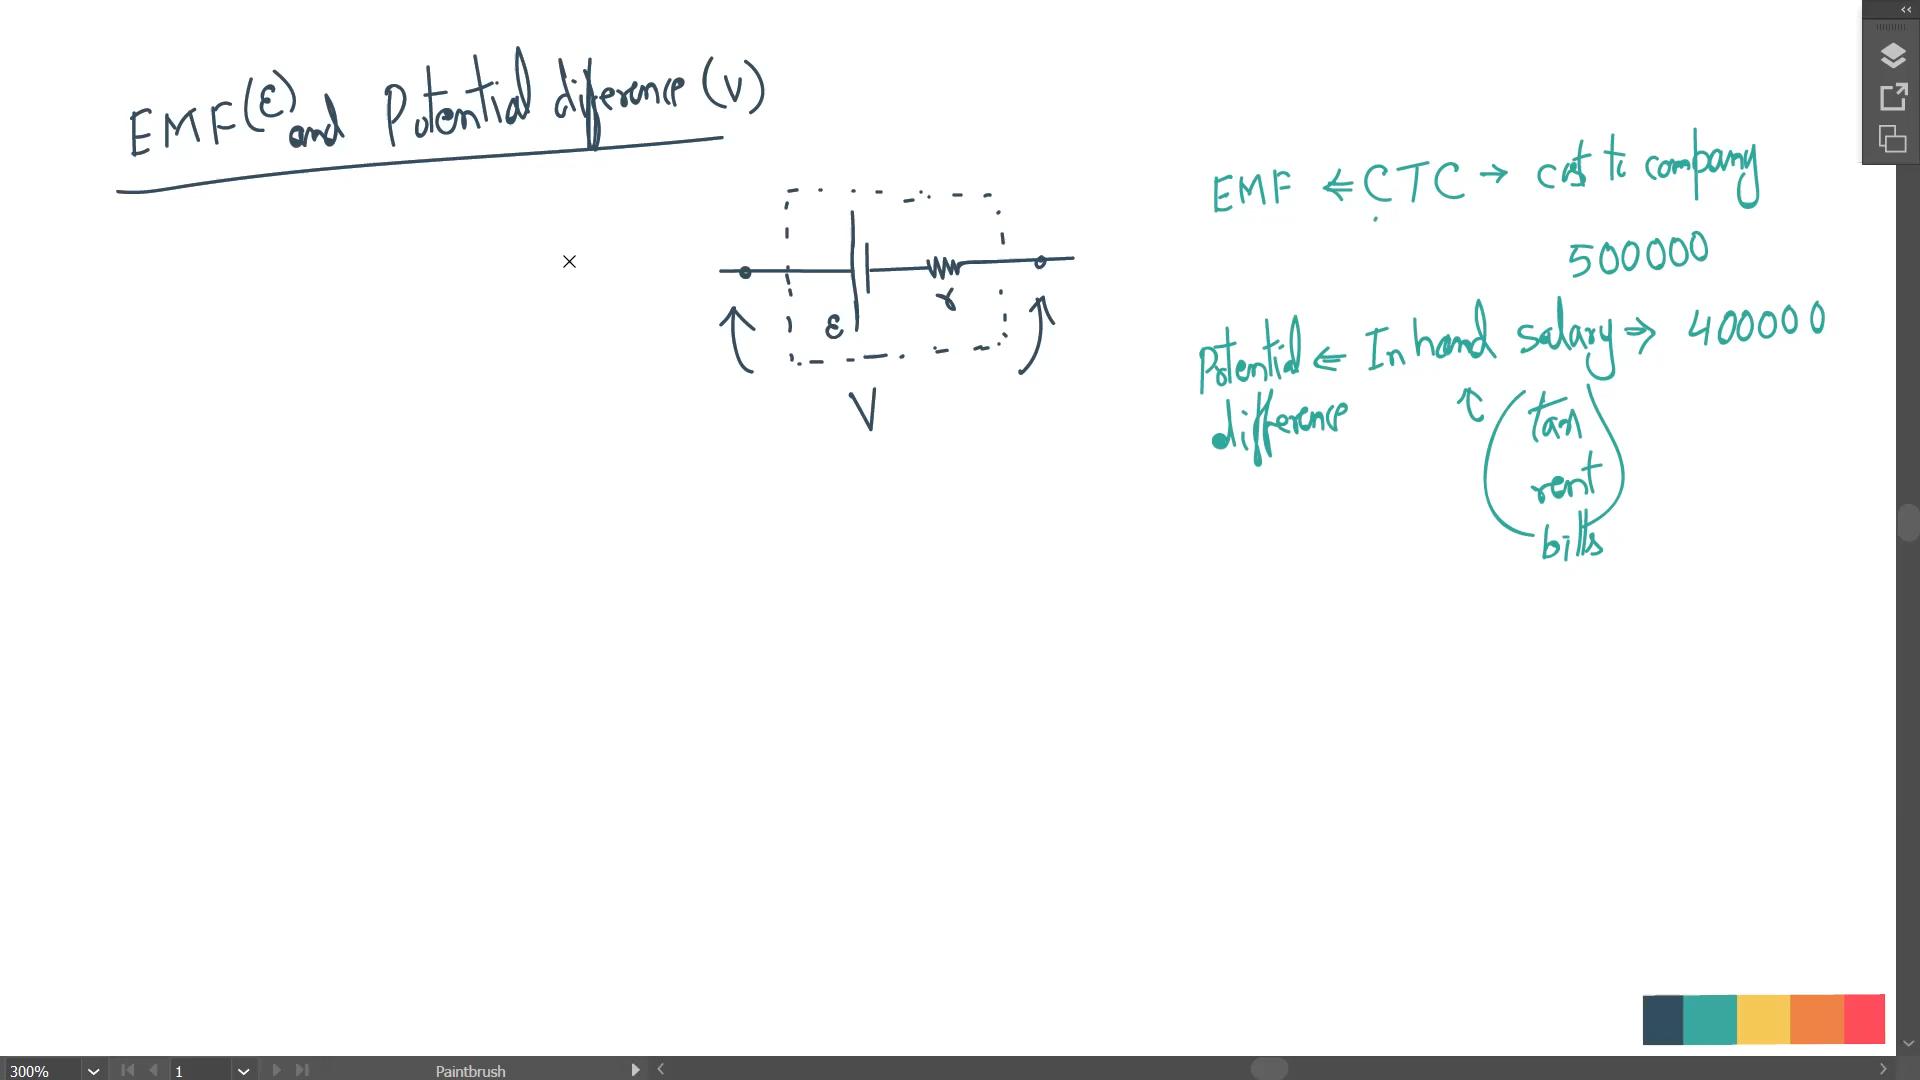 EMF(ε) and Potential difference (V)
EMF ⇐ CTC → cost to company
500000
ε
r
V
Potential ⇐ In hand salary → 400000
difference
tax
rent
bills
300%
1
Paintbrush